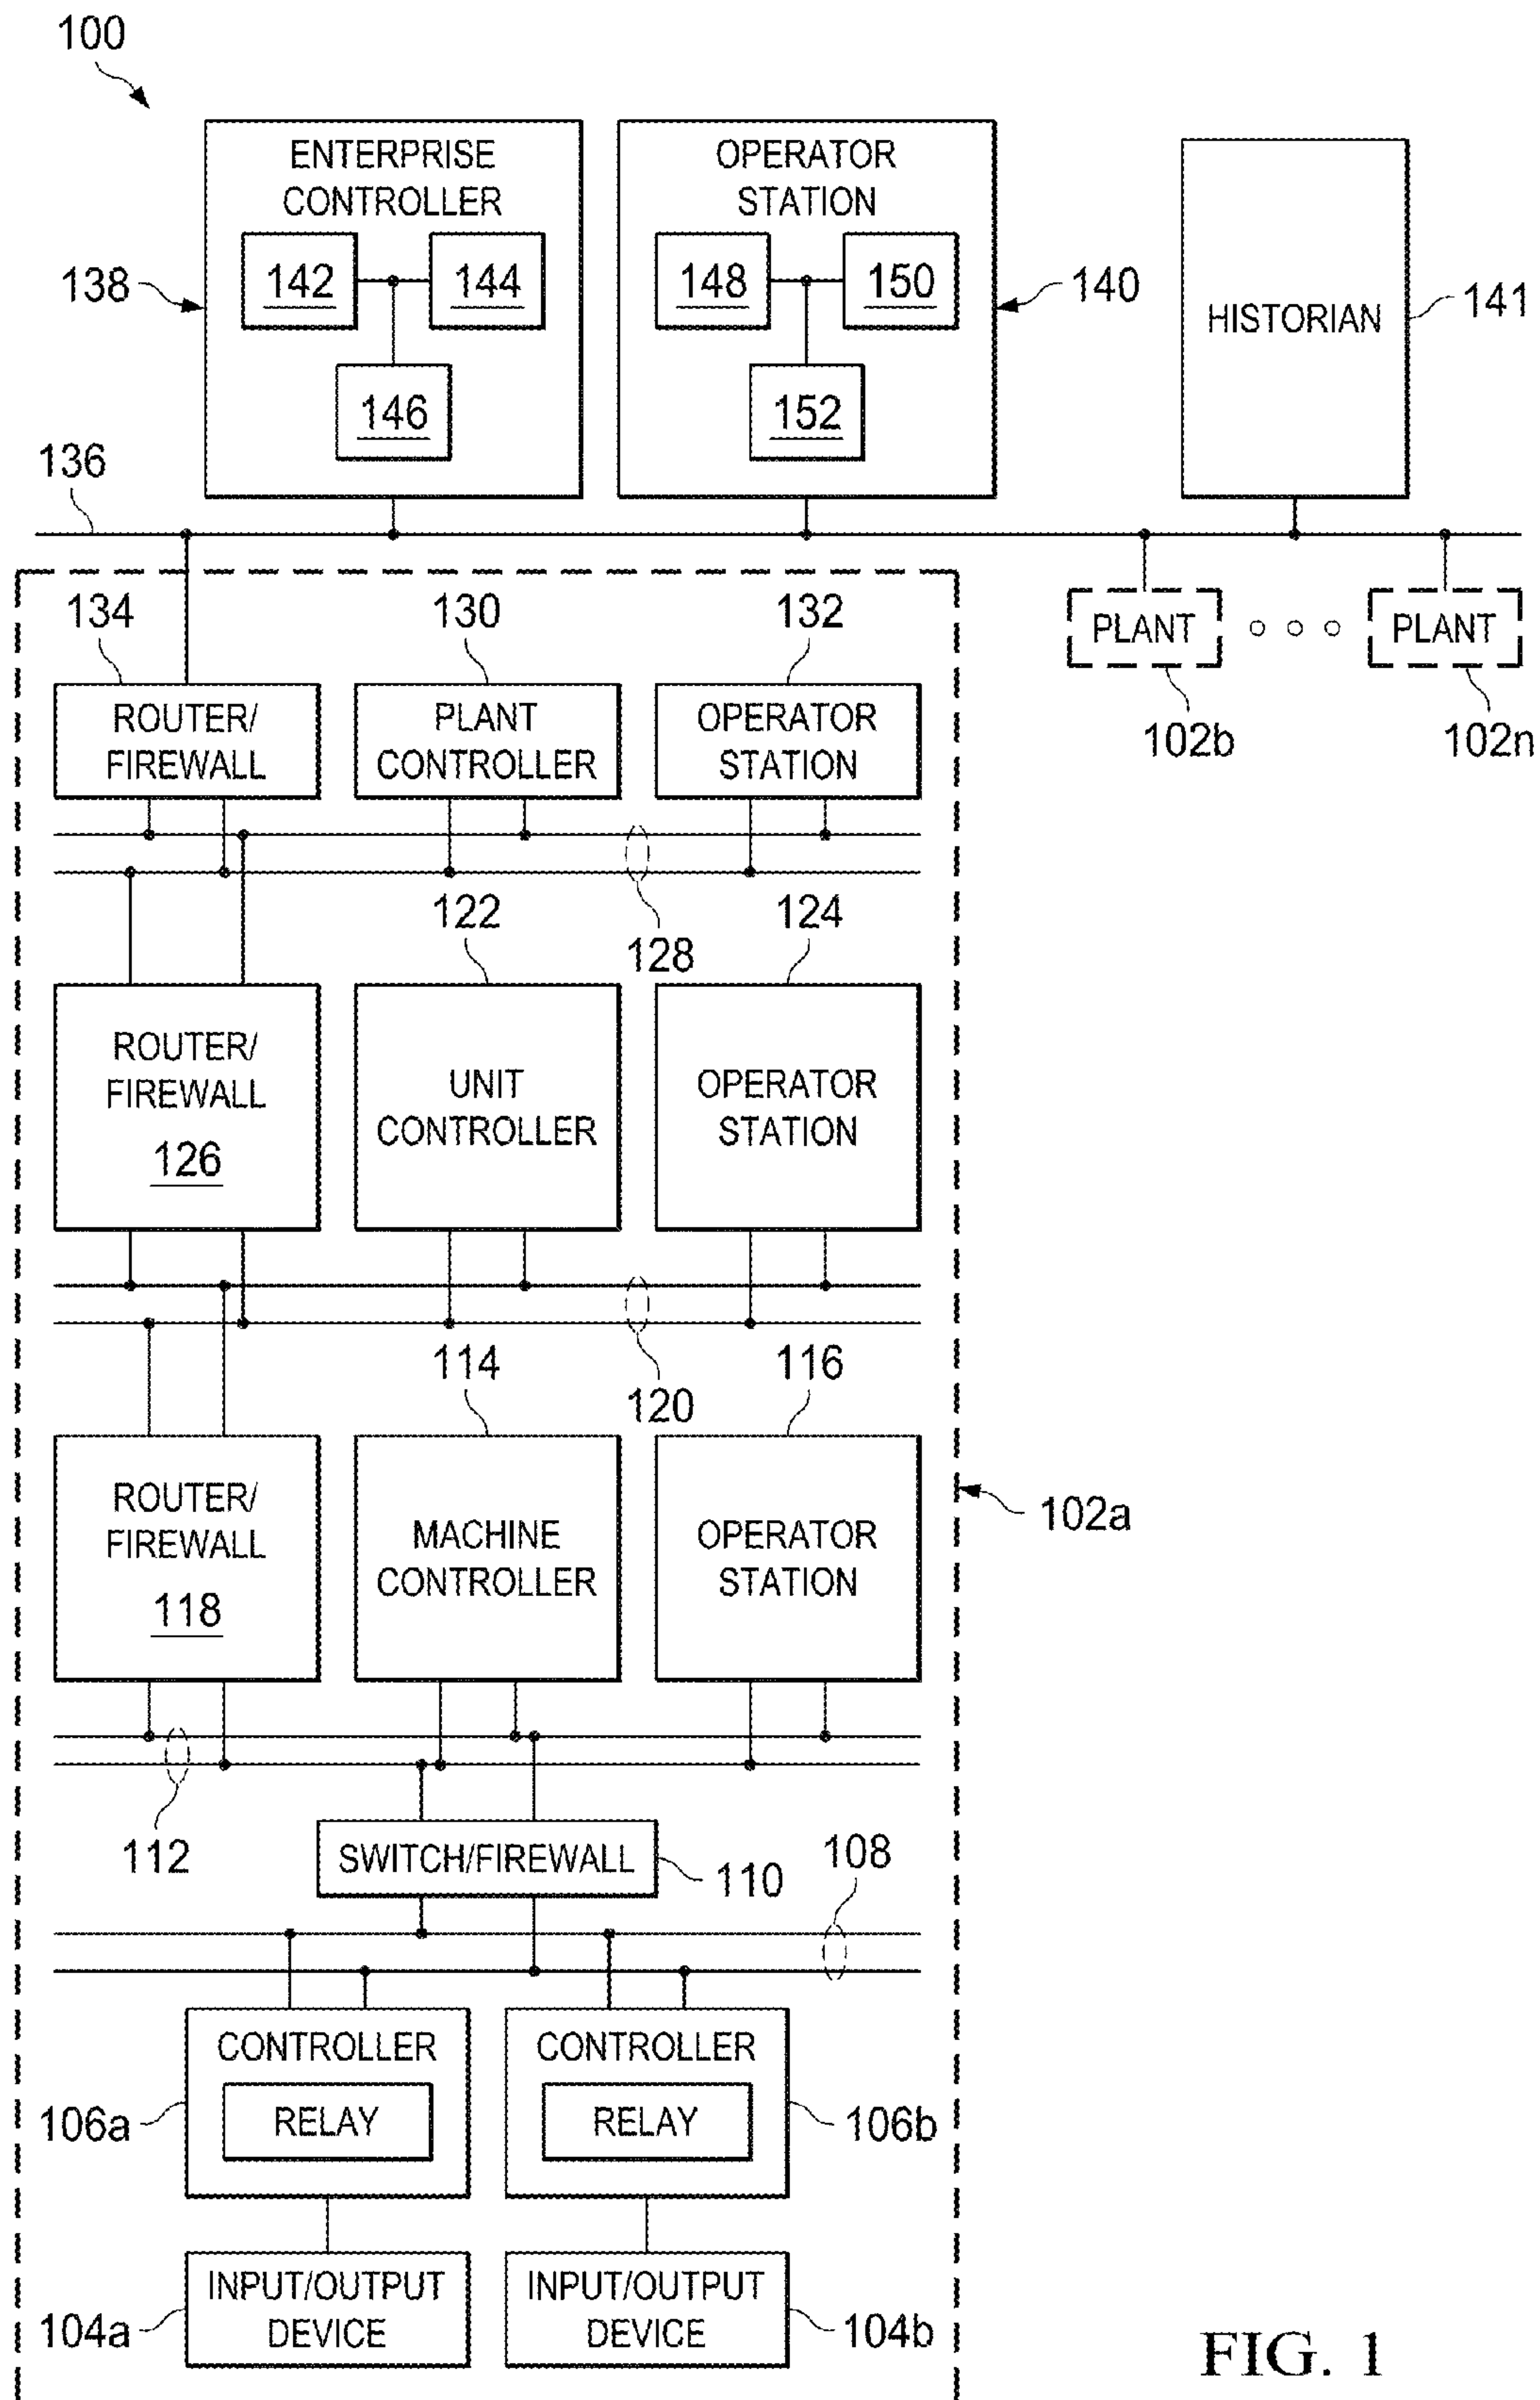 100
ENTERPRISE
CONTROLLER
142
144
146
138
OPERATOR
STATION
148
150
152
140
HISTORIAN
141
136
134
130
132
PLANT
PLANT
102b
102n
ROUTER/
FIREWALL
PLANT
CONTROLLER
OPERATOR
STATION
128
122
124
ROUTER/
FIREWALL
126
UNIT
CONTROLLER
OPERATOR
STATION
120
114
116
ROUTER/
FIREWALL
118
MACHINE
CONTROLLER
OPERATOR
STATION
102a
112
SWITCH/FIREWALL
110
108
CONTROLLER
RELAY
106a
CONTROLLER
RELAY
106b
INPUT/OUTPUT
DEVICE
104a
INPUT/OUTPUT
DEVICE
104b
FIG. 1